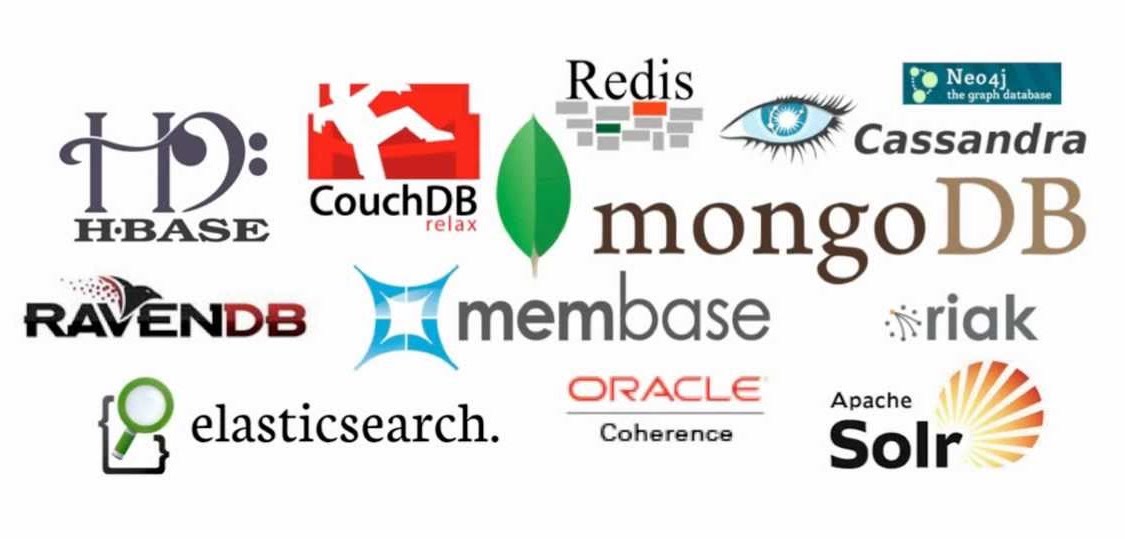 Redis
Neo4j
the graph database
Cassandra
H·BASE
CouchDB
relax
mongoDB
RAVENDB
membase
riak
elasticsearch.
ORACLE
Coherence
Apache
Solr